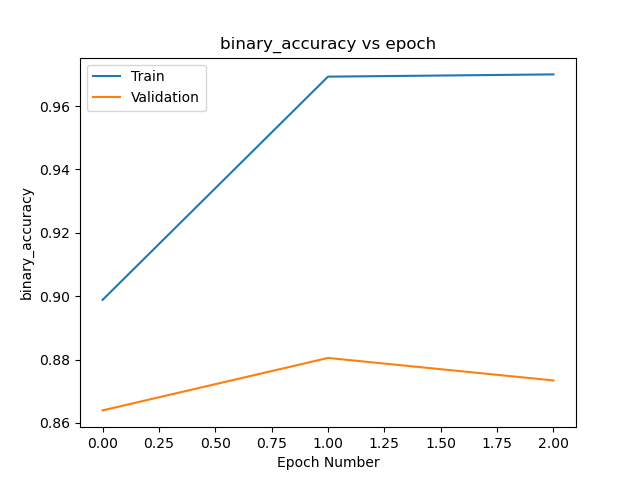 binary_accuracy vs epoch
Train
Validation
0.96
0.94
0.92
0.90
0.88
0.86
binary_accuracy
0.00 0.25 0.50 0.75 1.00 1.25 1.50 1.75 2.00
Epoch Number